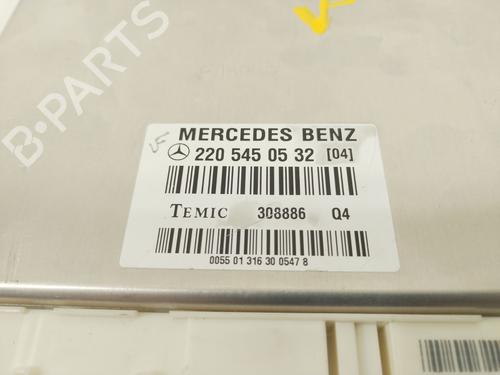 B-PARTS
MERCEDES BENZ
220 545 05 32 [04]
TEMIC 308886 Q4
0055 01 316 30 0547 8